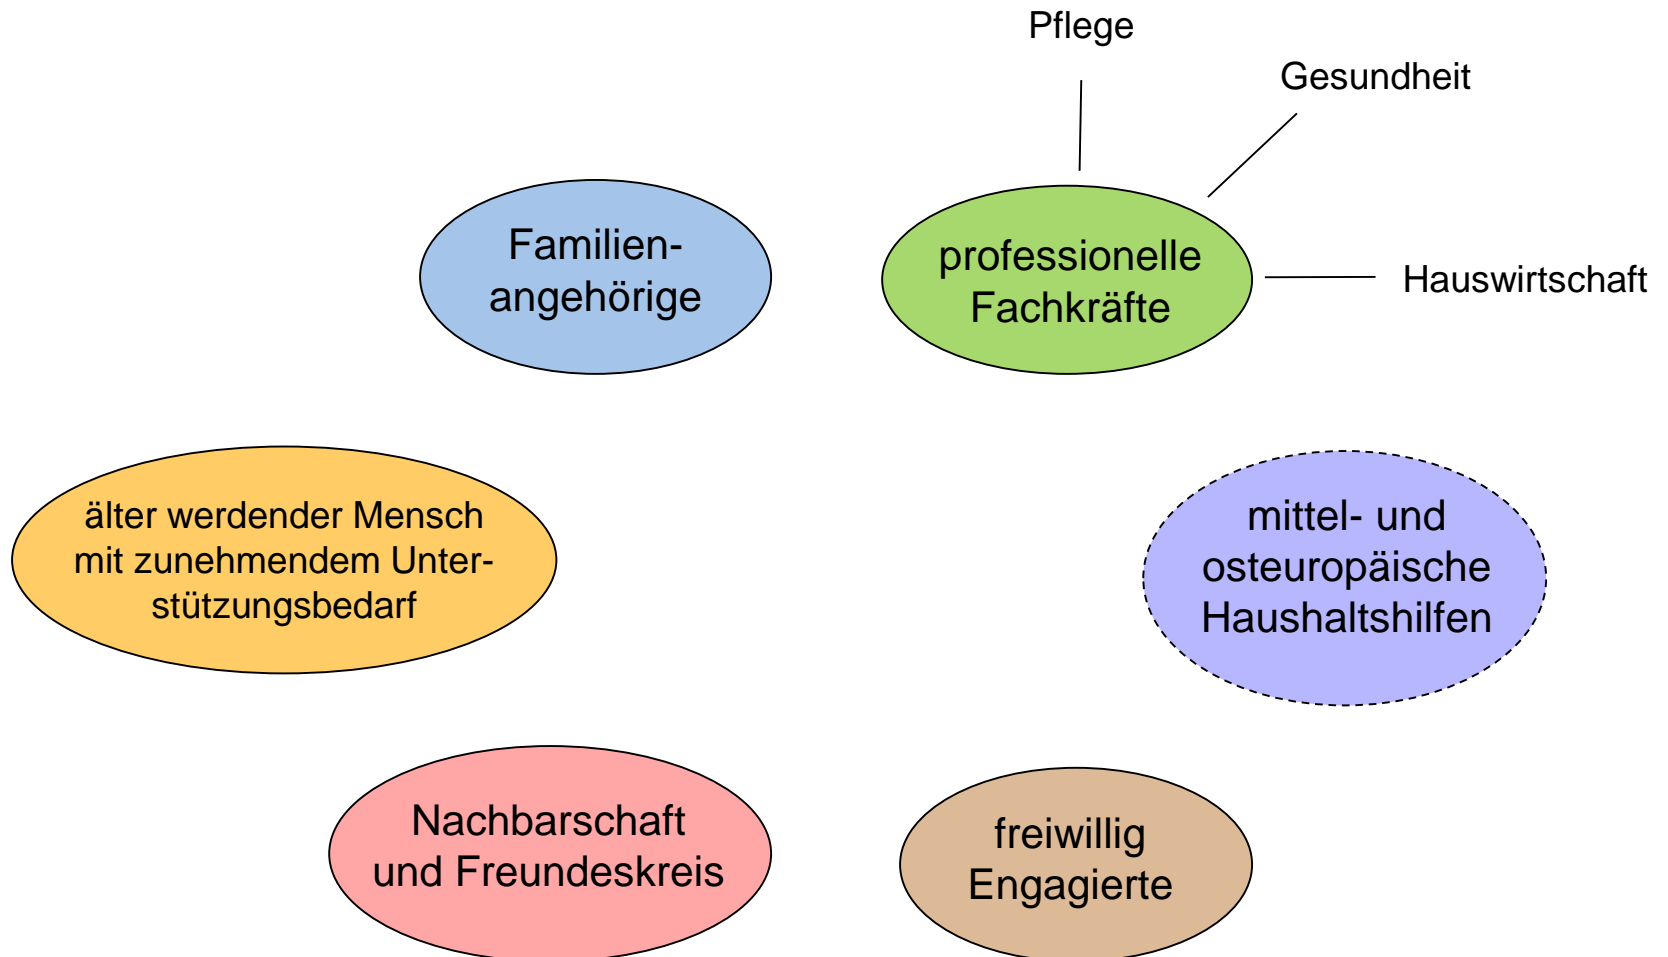 Pflege
Gesundheit
Familien-
angehörige
professionelle
Fachkräfte
Hauswirtschaft
älter werdender Mensch
mit zunehmendem Unter-
stützungsbedarf
mittel- und
osteuropäische
Haushaltshilfen
Nachbarschaft
und Freundeskreis
freiwillig
Engagierte